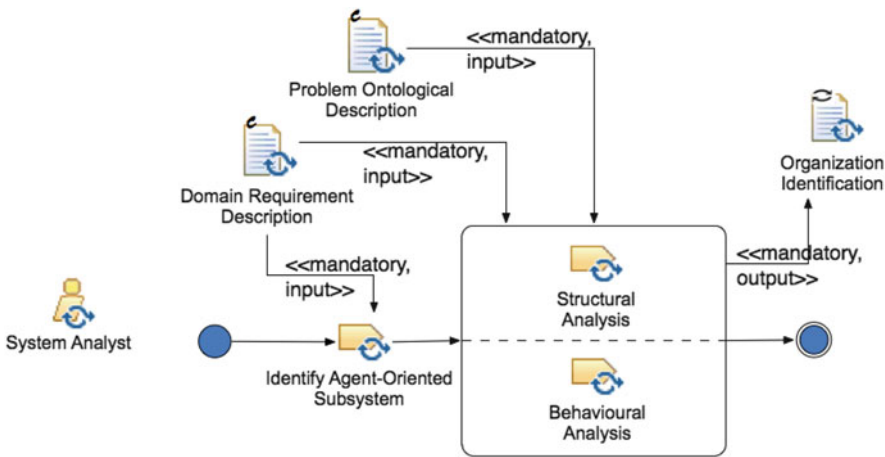 <<mandatory,
input>>
Problem Ontological
Description
<<mandatory,
input>>
Domain Requirement
Description
Organization
Identification
<<mandatory,
input>>
<<mandatory,
output>>
Structural
Analysis
System Analyst
Identify Agent-Oriented
Subsystem
Behavioural
Analysis